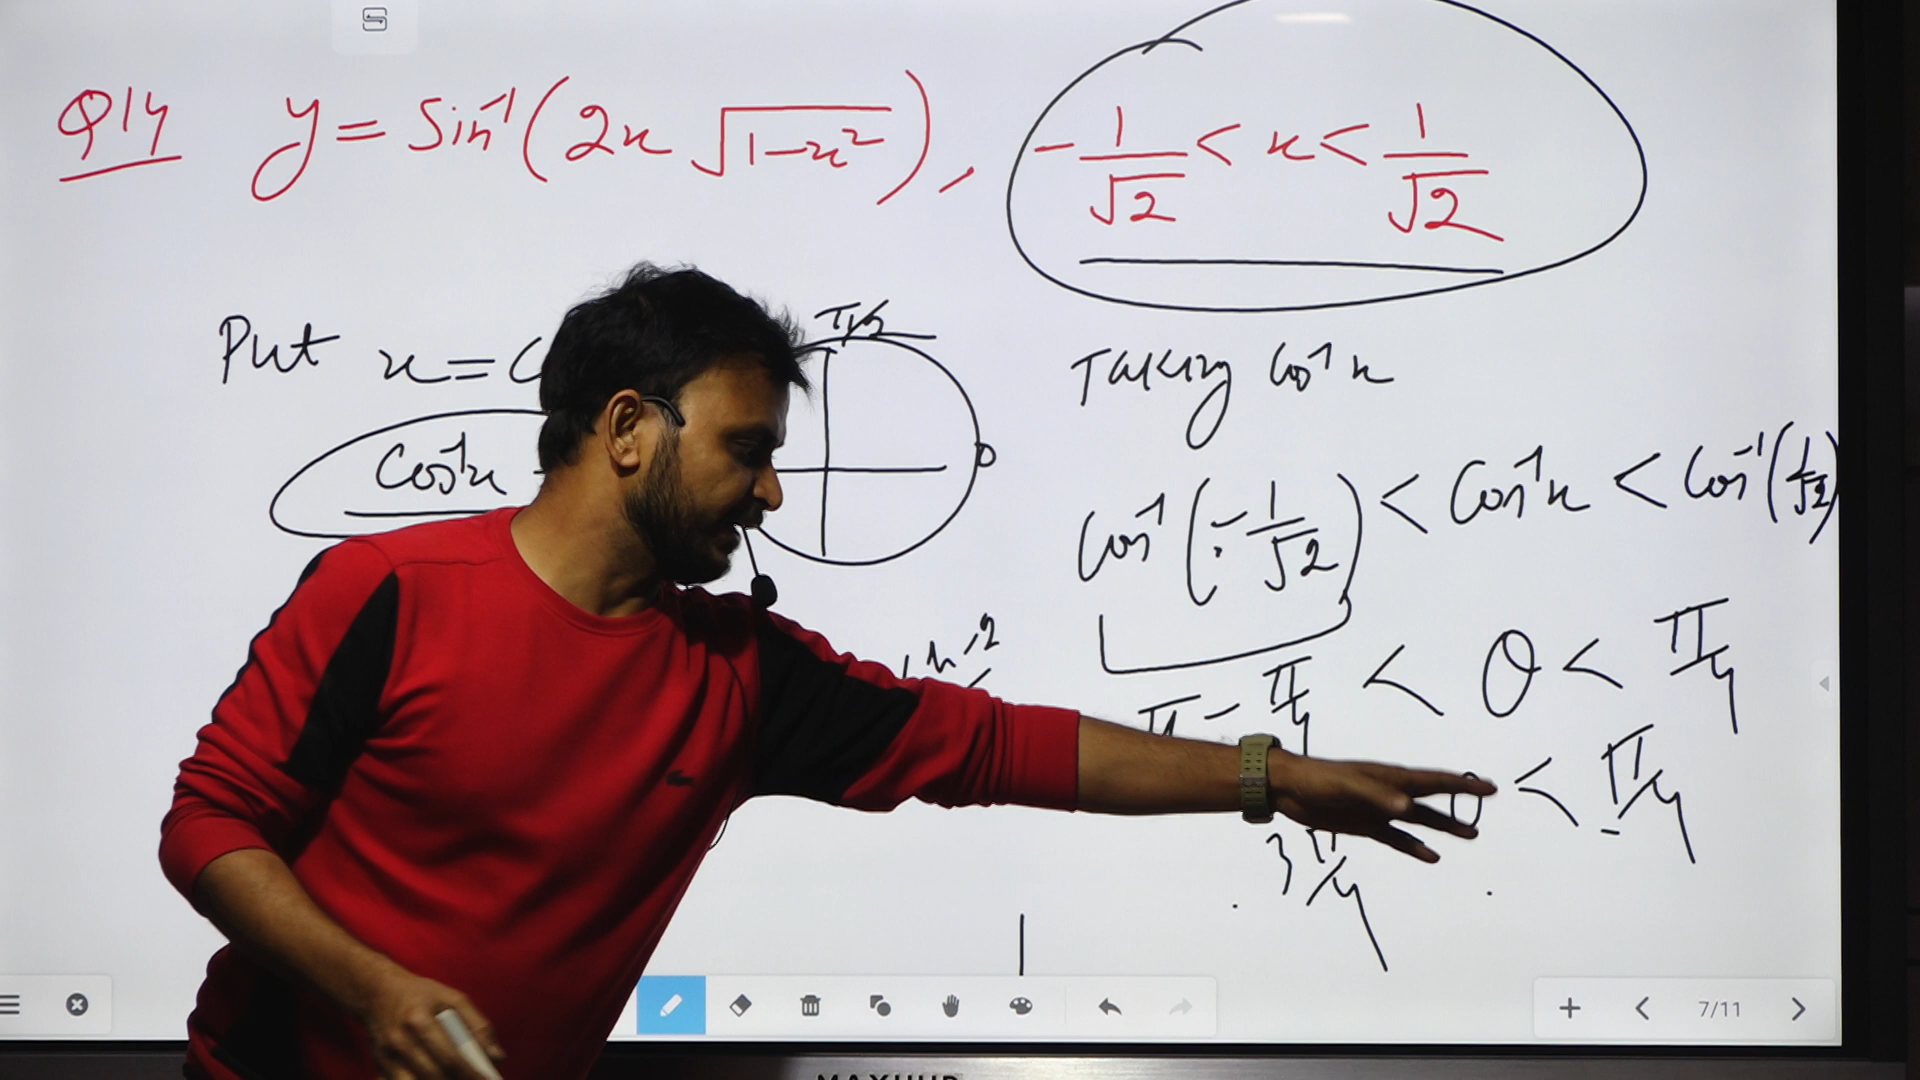 Q14 y = Sin⁻¹(2x √(1-x²)), -1/√2 < x < 1/√2
Put x =
π/2
Taking Cos⁻¹x
Cos⁻¹x
0
Cos⁻¹(-1/√2) < Cos⁻¹x < Cos⁻¹(1/√2)
π - π/4 < θ < π/4
θ < π/4
3π/4
7/11